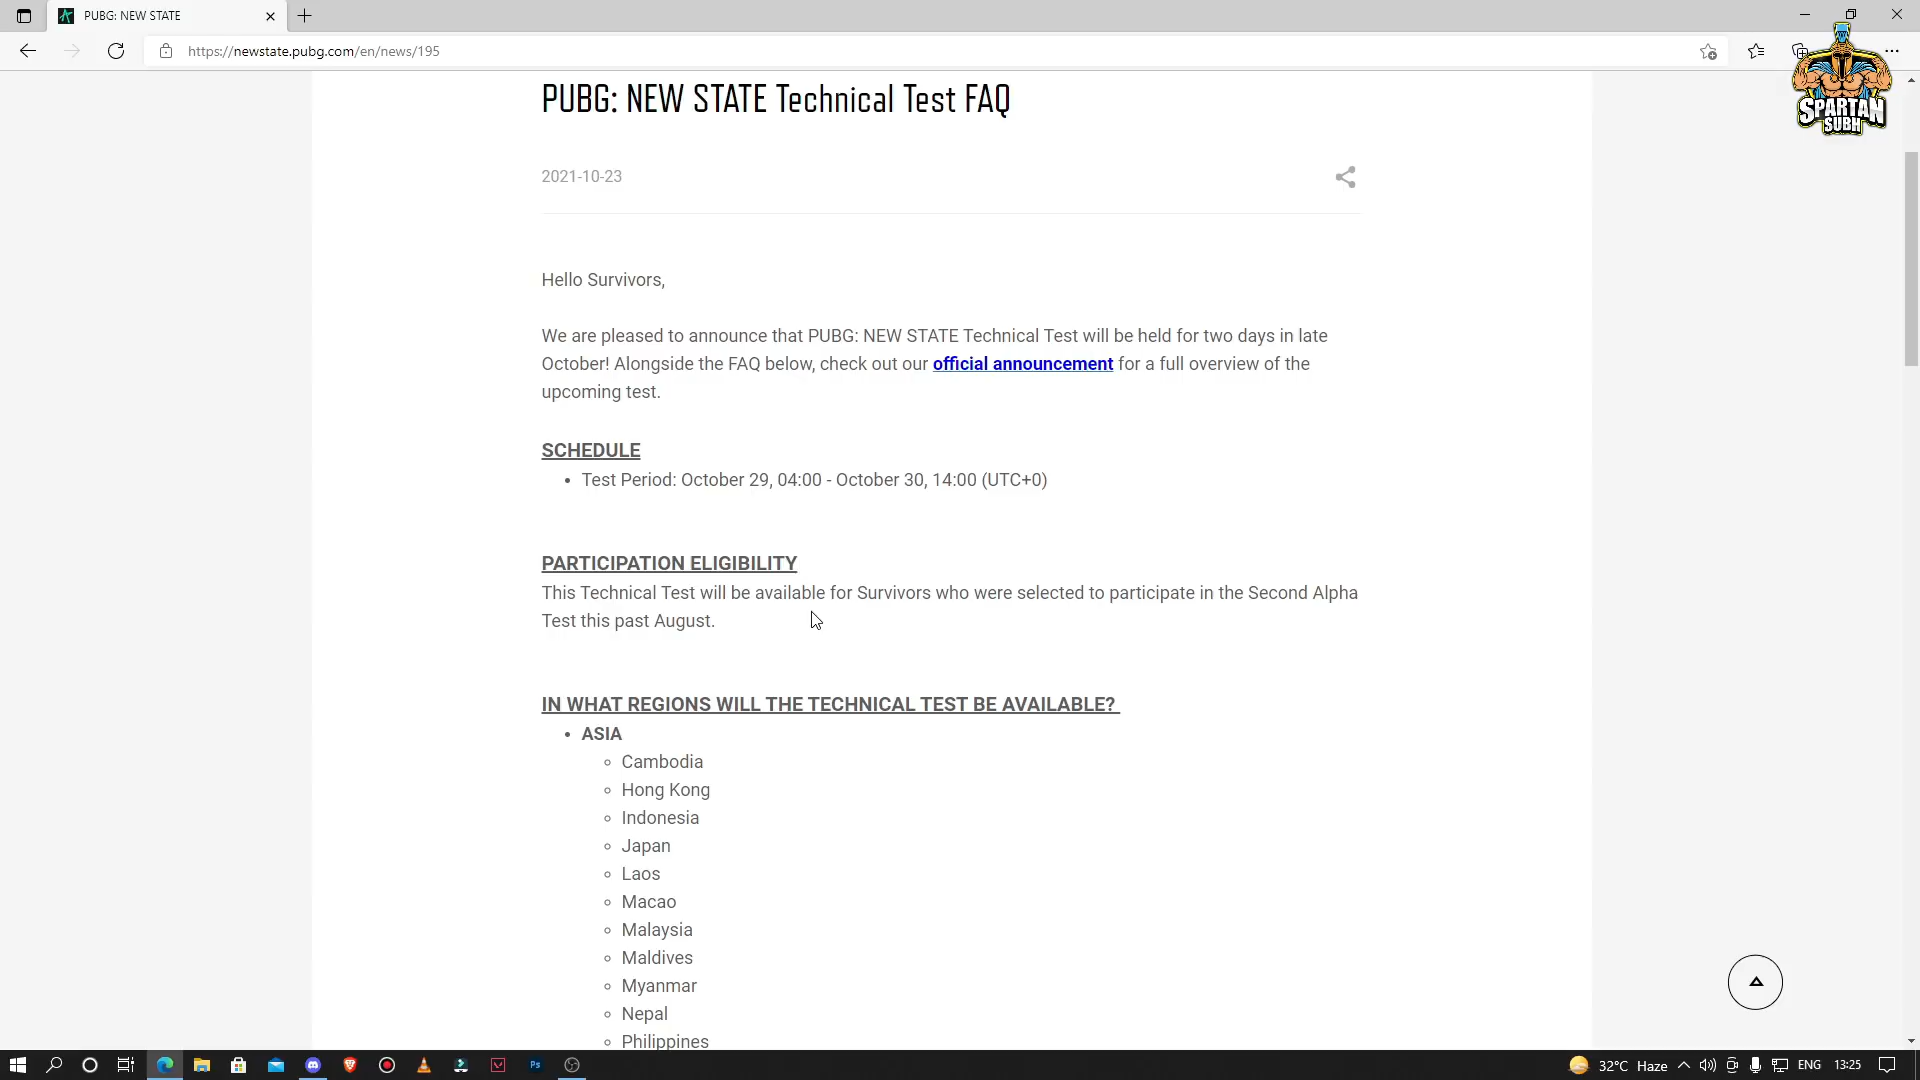 PUBG: NEW STATE
https://newstate.pubg.com/en/news/195
SPARTAN
SUBH
PUBG: NEW STATE Technical Test FAQ
2021-10-23
Hello Survivors,
We are pleased to announce that PUBG: NEW STATE Technical Test will be held for two days in late
October! Alongside the FAQ below, check out our official announcement for a full overview of the
upcoming test.
SCHEDULE
• Test Period: October 29, 04:00 - October 30, 14:00 (UTC+0)
PARTICIPATION ELIGIBILITY
This Technical Test will be available for Survivors who were selected to participate in the Second Alpha
Test this past August.
IN WHAT REGIONS WILL THE TECHNICAL TEST BE AVAILABLE?
• ASIA
◦ Cambodia
◦ Hong Kong
◦ Indonesia
◦ Japan
◦ Laos
◦ Macao
◦ Malaysia
◦ Maldives
◦ Myanmar
◦ Nepal
◦ Philippines
Ps
32°C Haze
ENG
13:25